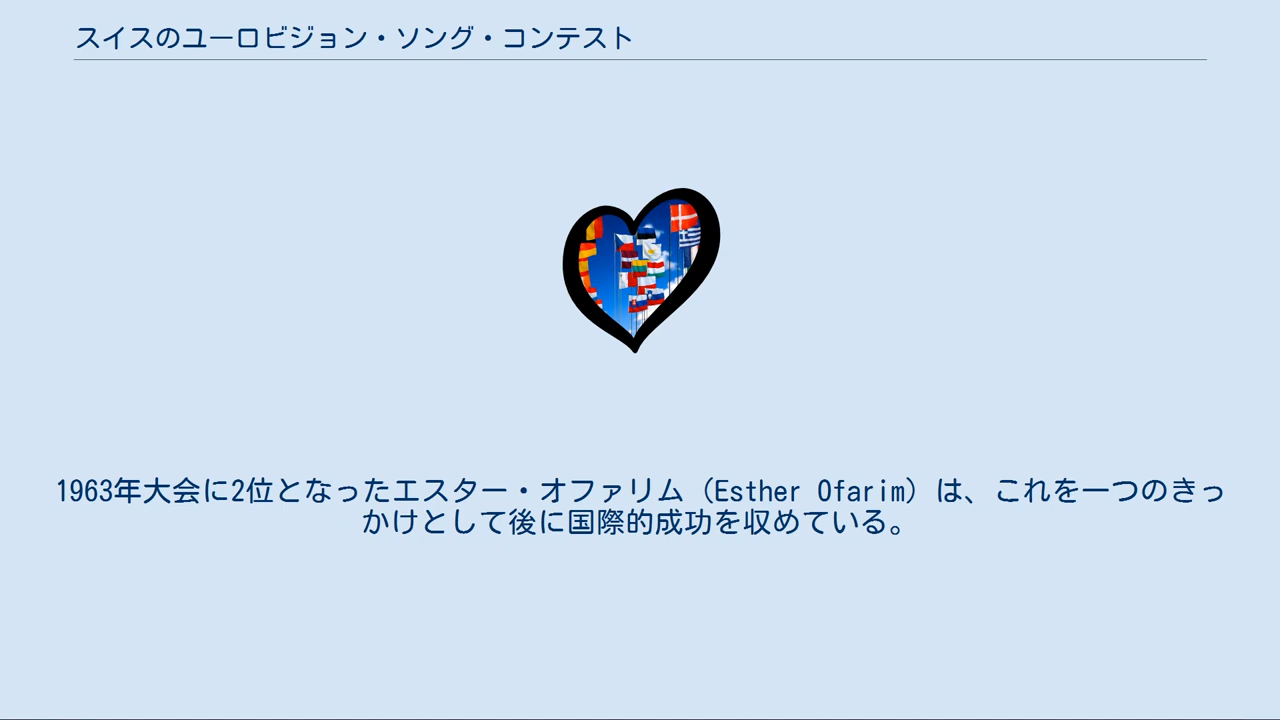 スイスのユーロビジョン・ソング・コンテスト
1963年大会に2位となったエスター・オファリム（Esther Ofarim）は、これを一つのきっ
かけとして後に国際的成功を収めている。